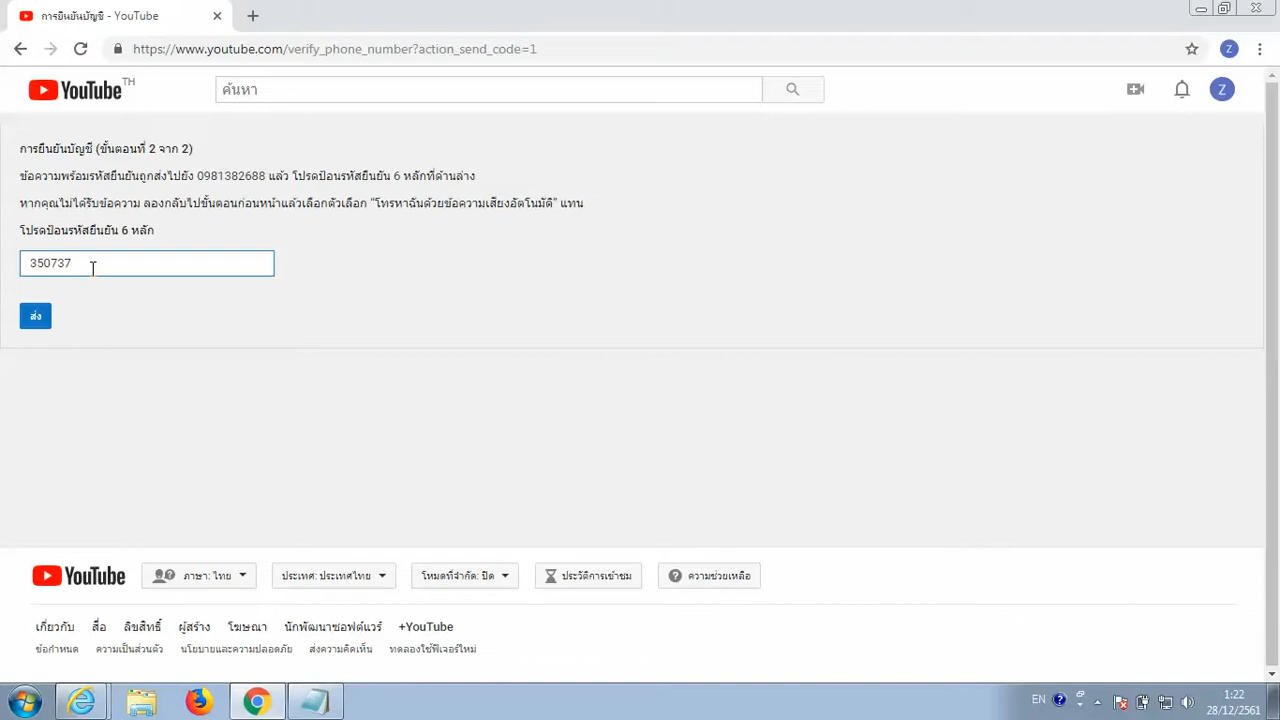 การยืนยันบัญชี - YouTube
https://www.youtube.com/verify_phone_number?action_send_code=1
Z
YouTube TH
ค้นหา
Z
การยืนยันบัญชี (ขั้นตอนที่ 2 จาก 2)
ข้อความพร้อมรหัสยืนยันถูกส่งไปยัง 0981382688 แล้ว โปรดป้อนรหัสยืนยัน 6 หลักที่ด้านล่าง
หากคุณไม่ได้รับข้อความ ลองกลับไปขั้นตอนก่อนหน้าแล้วเลือกตัวเลือก "โทรหาฉันด้วยข้อความเสียงอัตโนมัติ" แทน
โปรดป้อนรหัสยืนยัน 6 หลัก
350737
ส่ง
YouTube
ภาษา: ไทย
ประเทศ: ประเทศไทย
โหมดที่จำกัด: ปิด
ประวัติการเข้าชม
ความช่วยเหลือ
เกี่ยวกับ สื่อ ลิขสิทธิ์ ผู้สร้าง โฆษณา นักพัฒนาซอฟต์แวร์ +YouTube
ข้อกำหนด ความเป็นส่วนตัว นโยบายและความปลอดภัย ส่งความคิดเห็น ทดลองใช้ฟีเจอร์ใหม่
EN
1:22
28/12/2561